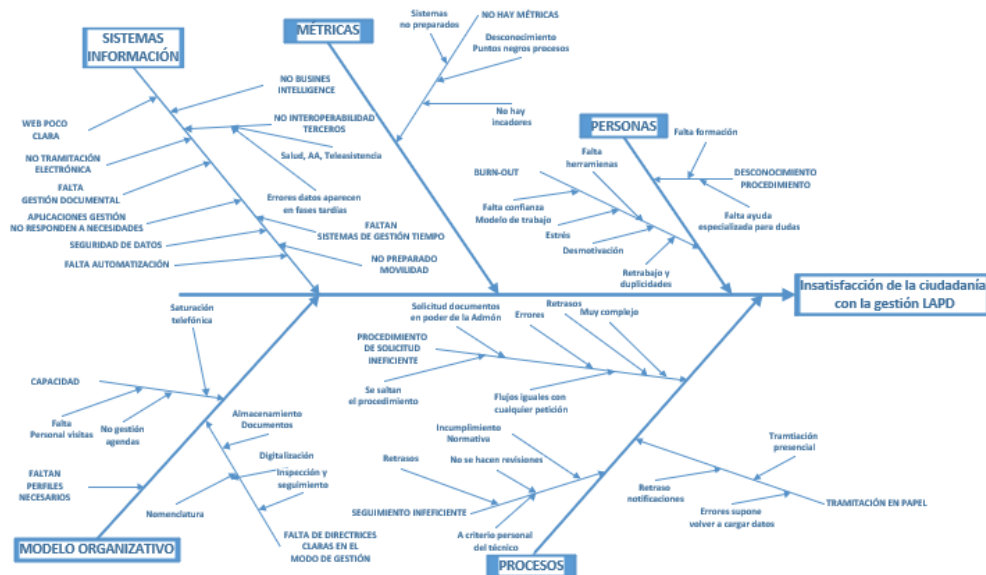 SISTEMAS
INFORMACIÓN
MÉTRICAS
Sistemas
no preparados
NO HAY MÉTRICAS
Desconocimiento
Puntos negros procesos
No hay
incadores
PERSONAS
Falta formación
DESCONOCIMIENTO
PROCEDIMIENTO
Falta ayuda
especializada para dudas
Falta
herramienas
BURN-OUT
Falta confianza
Modelo de trabajo
Estrés
Desmotivación
Retrabajo y
duplicidades
NO BUSINES
INTELLIGENCE
WEB POCO
CLARA
NO INTEROPERABILIDAD
TERCEROS
Salud, AA, Teleasistencia
Errores datos aparecen
en fases tardías
NO TRAMITACIÓN
ELECTRÓNICA
FALTA
GESTIÓN DOCUMENTAL
APLICACIONES GESTIÓN
NO RESPONDEN A NECESIDADES
FALTAN
SISTEMAS DE GESTIÓN TIEMPO
SEGURIDAD DE DATOS
FALTA AUTOMATIZACIÓN
NO PREPARADO
MOVILIDAD
Insatisfacción de la ciudadanía
con la gestión LAPD
Saturación
telefónica
CAPACIDAD
Falta
Personal visitas
No gestión
agendas
Almacenamiento
Documentos
Digitalización
Inspección y
seguimiento
Nomenclatura
FALTAN
PERFILES
NECESARIOS
FALTA DE DIRECTRICES
CLARAS EN EL
MODO DE GESTIÓN
MODELO ORGANIZATIVO
Solicitud documentos
en poder de la Admón
Errores
Retrasos
Muy complejo
PROCEDIMIENTO
DE SOLICITUD
INEFICIENTE
Se saltan
el procedimiento
Flujos iguales con
cualquier petición
Incumplimiento
Normativa
No se hacen revisiones
Retrasos
SEGUIMIENTO INFEFICIENTE
A criterio personal
del técnico
Tramtiación
presencial
Retraso
notificaciones
Errores supone
volver a cargar datos
TRAMITACIÓN EN PAPEL
PROCESOS